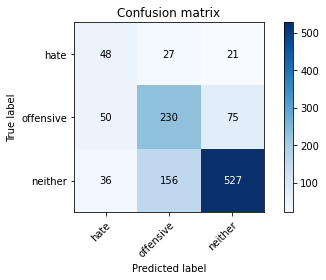 Confusion matrix
hate 48 27 21
offensive 50 230 75
neither 36 156 527
hate offensive neither
True label
Predicted label
500
400
300
200
100